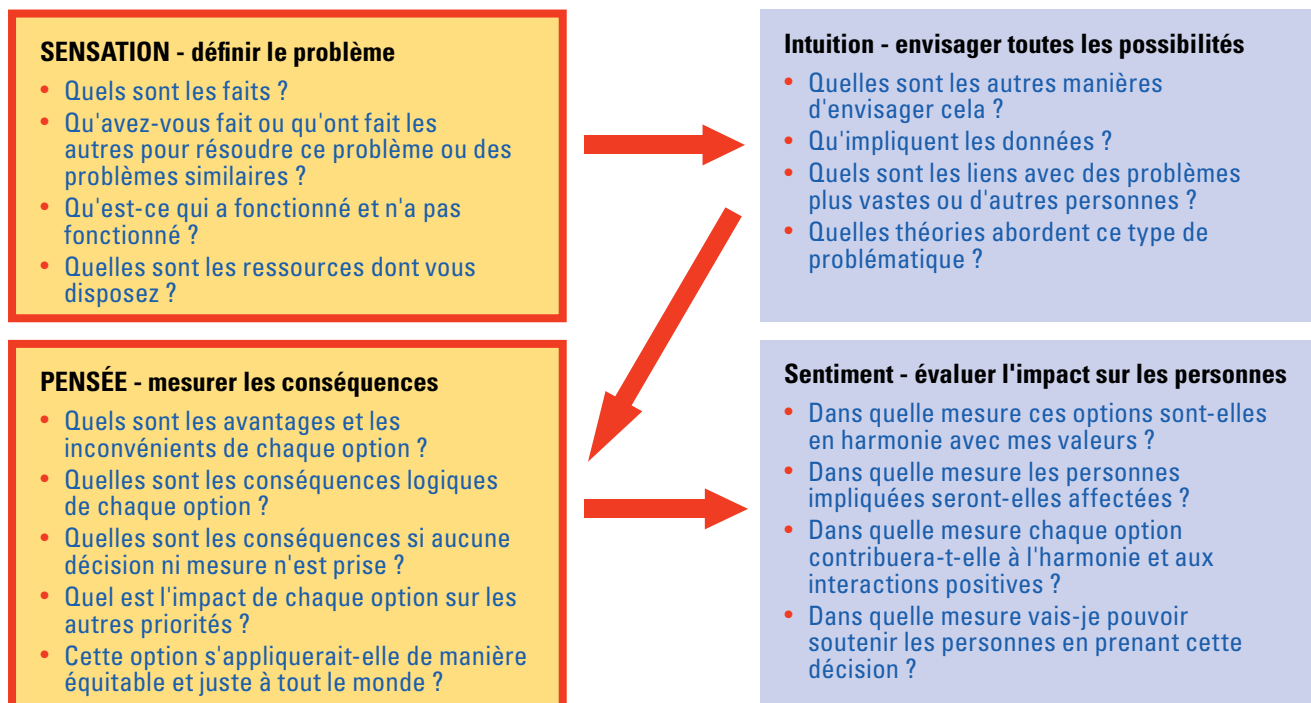 SENSATION - définir le problème
• Quels sont les faits ?
• Qu'avez-vous fait ou qu'ont fait les
autres pour résoudre ce problème ou des
problèmes similaires ?
• Qu'est-ce qui a fonctionné et n'a pas
fonctionné ?
• Quelles sont les ressources dont vous
disposez ?
Intuition - envisager toutes les possibilités
• Quelles sont les autres manières
d'envisager cela ?
• Qu'impliquent les données ?
• Quels sont les liens avec des problèmes
plus vastes ou d'autres personnes ?
• Quelles théories abordent ce type de
problématique ?
PENSÉE - mesurer les conséquences
• Quels sont les avantages et les
inconvénients de chaque option ?
• Quelles sont les conséquences logiques
de chaque option ?
• Quelles sont les conséquences si aucune
décision ni mesure n'est prise ?
• Quel est l'impact de chaque option sur les
autres priorités ?
• Cette option s'appliquerait-elle de manière
équitable et juste à tout le monde ?
Sentiment - évaluer l'impact sur les personnes
• Dans quelle mesure ces options sont-elles
en harmonie avec mes valeurs ?
• Dans quelle mesure les personnes
impliquées seront-elles affectées ?
• Dans quelle mesure chaque option
contribuera-t-elle à l'harmonie et aux
interactions positives ?
• Dans quelle mesure vais-je pouvoir
soutenir les personnes en prenant cette
décision ?